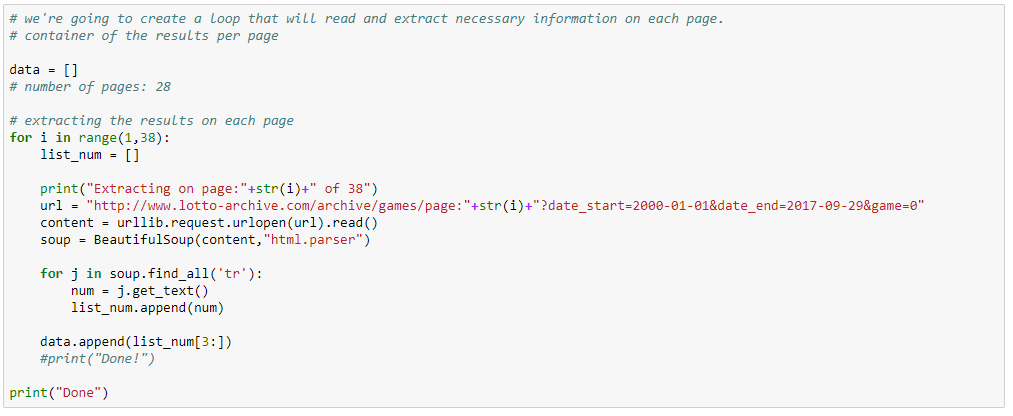 # we're going to create a loop that will read and extract necessary information on each page.
# container of the results per page
data = []
# number of pages: 28
# extracting the results on each page
for i in range(1,38):
    list_num = []
    print("Extracting on page:"+str(i)+" of 38")
    url = "http://www.lotto-archive.com/archive/games/page:"+str(i)+"?date_start=2000-01-01&date_end=2017-09-29&game=0"
    content = urllib.request.urlopen(url).read()
    soup = BeautifulSoup(content,"html.parser")
    for j in soup.find_all('tr'):
        num = j.get_text()
        list_num.append(num)
    data.append(list_num[3:])
    #print("Done!")
print("Done")